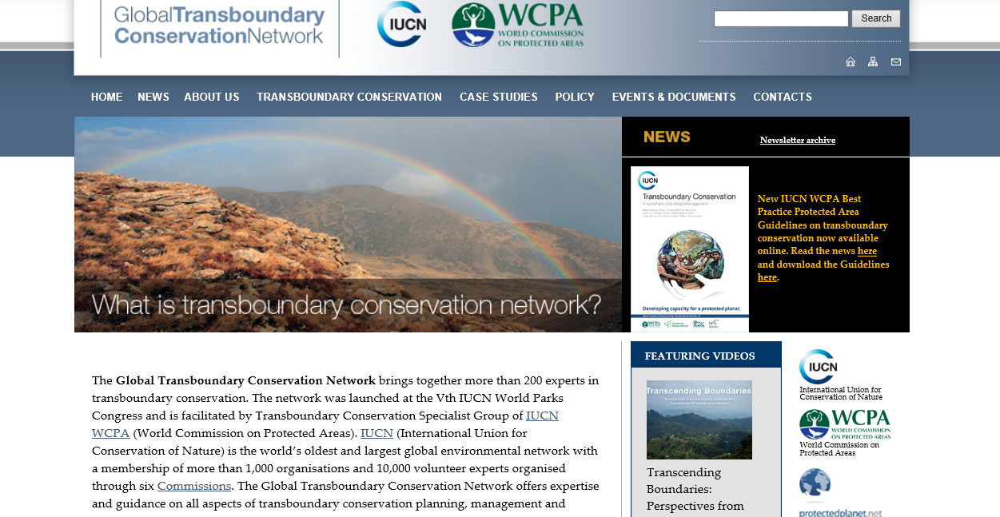 GlobalTransboundary
ConservationNetwork
IUCN
WCPA
WORLD COMMISSION
ON PROTECTED AREAS
Search
HOME NEWS ABOUT US TRANSBOUNDARY CONSERVATION CASE STUDIES POLICY EVENTS & DOCUMENTS CONTACTS
What is transboundary conservation network?
NEWS
Newsletter archive
IUCN
Transboundary Conservation
A systematic and integrated approach
Developing capacity for a protected planet
WCPA
New IUCN WCPA Best
Practice Protected Area
Guidelines on transboundary
conservation now available
online. Read the news here
and download the Guidelines
here.
The Global Transboundary Conservation Network brings together more than 200 experts in
transboundary conservation. The network was launched at the Vth IUCN World Parks
Congress and is facilitated by Transboundary Conservation Specialist Group of IUCN
WCPA (World Commission on Protected Areas). IUCN (International Union for
Conservation of Nature) is the world's oldest and largest global environmental network with
a membership of more than 1,000 organisations and 10,000 volunteer experts organised
through six Commissions. The Global Transboundary Conservation Network offers expertise
and guidance on all aspects of transboundary conservation planning, management and
FEATURING VIDEOS
Transcending Boundaries
Transcending
Boundaries:
Perspectives from
IUCN
International Union for
Conservation of Nature
WCPA
WORLD COMMISSION
ON PROTECTED AREAS
World Commission on
Protected Areas
protectedplanet.net